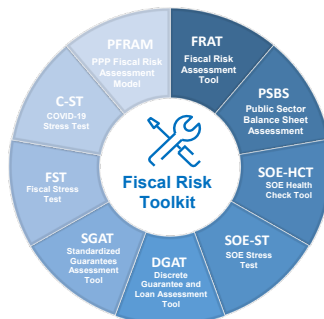 FRAT
Fiscal Risk
Assessment
Tool
PSBS
Public Sector
Balance Sheet
Assessment
SOE-HCT
SOE Health
Check Tool
SOE-ST
SOE Stress
Test
DGAT
Discrete
Guarantee and
Loan Assessment
Tool
SGAT
Standardized
Guarantees
Assessment
Tool
FST
Fiscal Stress
Test
C-ST
COVID-19
Stress Test
PFRAM
PPP Fiscal Risk
Assessment
Model
Fiscal Risk
Toolkit